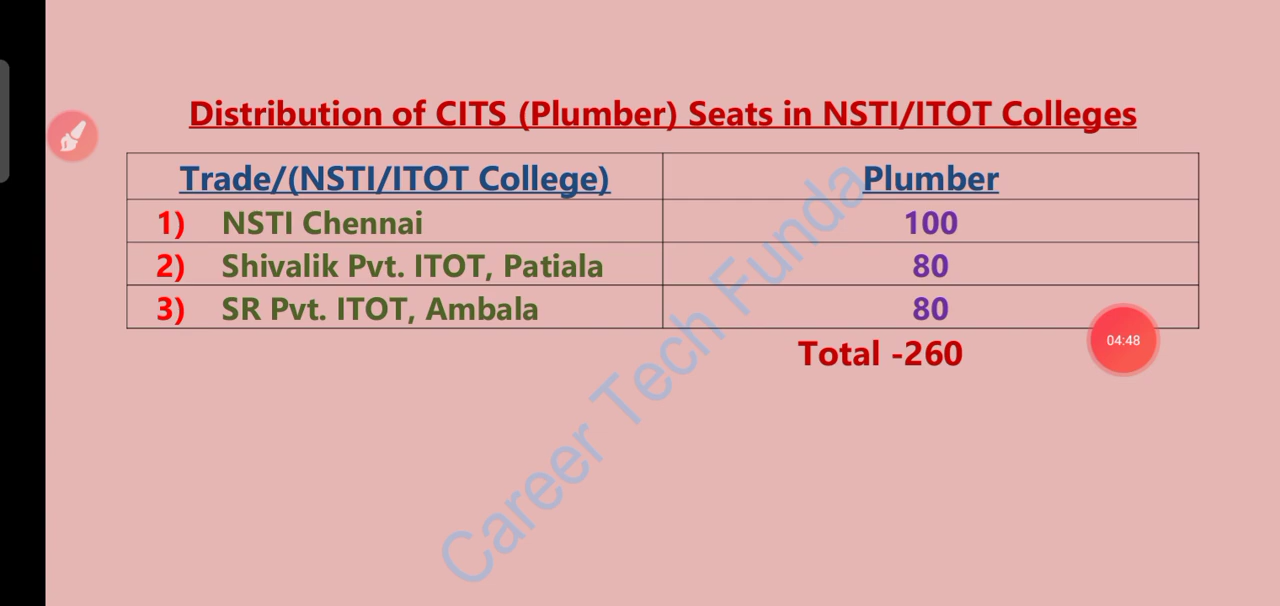 Distribution of CITS (Plumber) Seats in NSTI/ITOT Colleges
Trade/(NSTI/ITOT College) Plumber
1) NSTI Chennai 100
2) Shivalik Pvt. ITOT, Patiala 80
3) SR Pvt. ITOT, Ambala 80
Total -260
04:48
Career Tech Funda